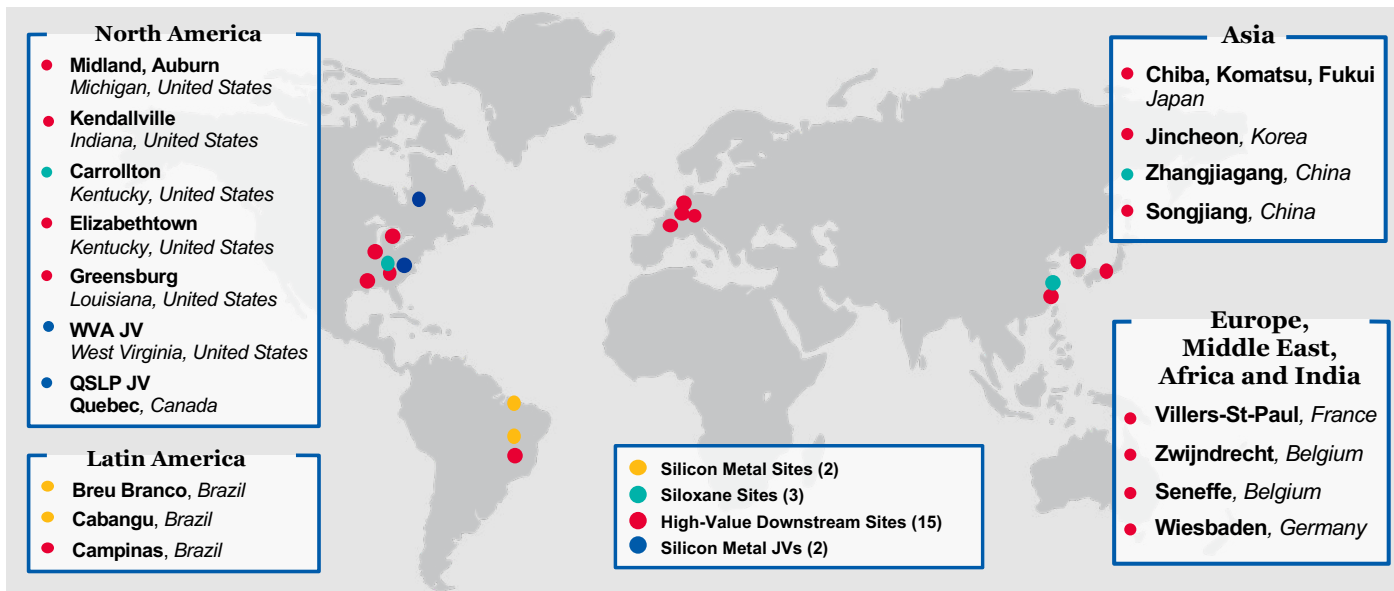 North America
Midland, Auburn
Michigan, United States
Kendallville
Indiana, United States
Carrollton
Kentucky, United States
Elizabethtown
Kentucky, United States
Greensburg
Louisiana, United States
WVA JV
West Virginia, United States
QSLP JV
Quebec, Canada
Latin America
Breu Branco, Brazil
Cabangu, Brazil
Campinas, Brazil
Silicon Metal Sites (2)
Siloxane Sites (3)
High-Value Downstream Sites (15)
Silicon Metal JVs (2)
Asia
Chiba, Komatsu, Fukui
Japan
Jincheon, Korea
Zhangjiagang, China
Songjiang, China
Europe,
Middle East,
Africa and India
Villers-St-Paul, France
Zwijndrecht, Belgium
Seneffe, Belgium
Wiesbaden, Germany